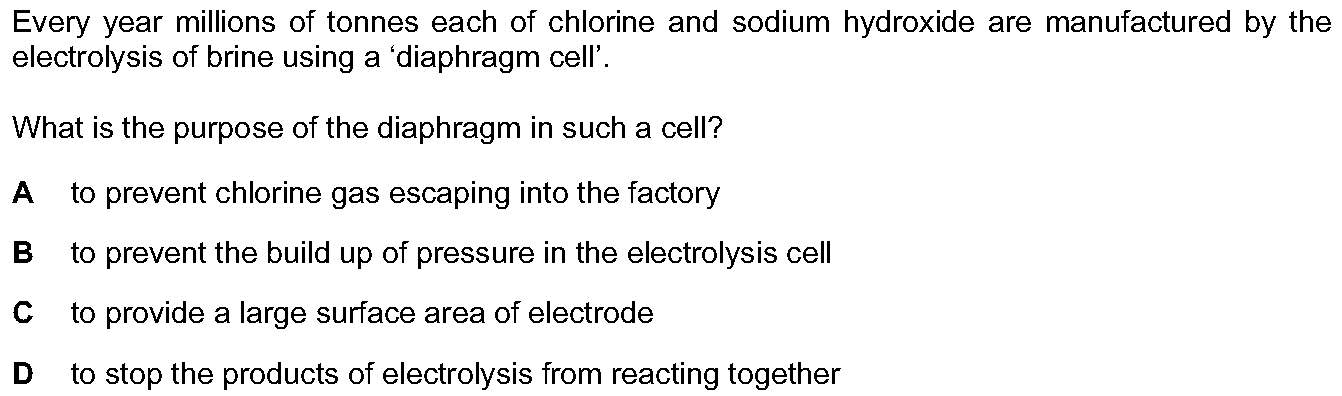 Every year millions of tonnes each of chlorine and sodium hydroxide are manufactured by the
electrolysis of brine using a ‘diaphragm cell’.
What is the purpose of the diaphragm in such a cell?
A to prevent chlorine gas escaping into the factory
B to prevent the build up of pressure in the electrolysis cell
C to provide a large surface area of electrode
D to stop the products of electrolysis from reacting together